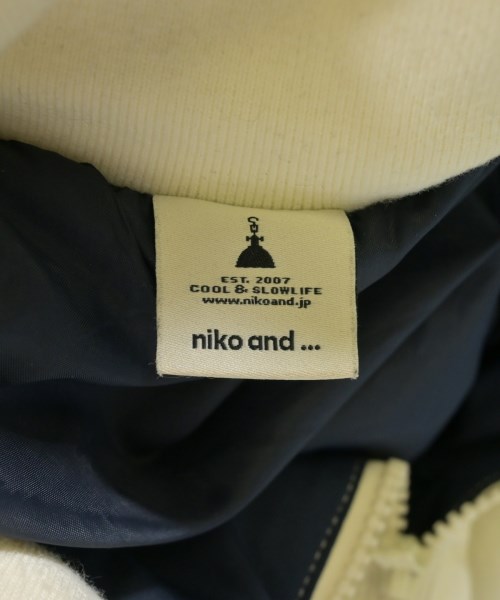 EST. 2007
COOL & SLOWLIFE
www.nikoand.jp
niko and ...